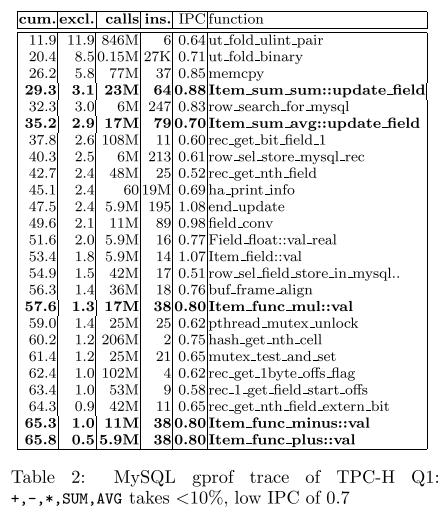 cum. excl. calls ins. IPC function
11.9 11.9 846M 6 0.64 ut_fold_ulint_pair
20.4 8.5 0.15M 27K 0.71 ut_fold_binary
26.2 5.8 77M 37 0.85 memcpy
29.3 3.1 23M 64 0.88 Item_sum_sum::update_field
32.3 3.0 6M 247 0.83 row_search_for_mysql
35.2 2.9 17M 79 0.70 Item_sum_avg::update_field
37.8 2.6 108M 11 0.60 rec_get_bit_field_1
40.3 2.5 6M 213 0.61 row_sel_store_mysql_rec
42.7 2.4 48M 25 0.52 rec_get_nth_field
45.1 2.4 60 19M 0.69 ha_print_info
47.5 2.4 5.9M 195 1.08 end_update
49.6 2.1 11M 89 0.98 field_conv
51.6 2.0 5.9M 16 0.77 Field_float::val_real
53.4 1.8 5.9M 14 1.07 Item_field::val
54.9 1.5 42M 17 0.51 row_sel_field_store_in_mysql..
56.3 1.4 36M 18 0.76 buf_frame_align
57.6 1.3 17M 38 0.80 Item_func_mul::val
59.0 1.4 25M 25 0.62 pthread_mutex_unlock
60.2 1.2 206M 2 0.75 hash_get_nth_cell
61.4 1.2 25M 21 0.65 mutex_test_and_set
62.4 1.0 102M 4 0.62 rec_get_1byte_offs_flag
63.4 1.0 53M 9 0.58 rec_1_get_field_start_offs
64.3 0.9 42M 11 0.65 rec_get_nth_field_extern_bit
65.3 1.0 11M 38 0.80 Item_func_minus::val
65.8 0.5 5.9M 38 0.80 Item_func_plus::val
Table 2: MySQL gprof trace of TPC-H Q1:
+,-,*,SUM,AVG takes <10%, low IPC of 0.7